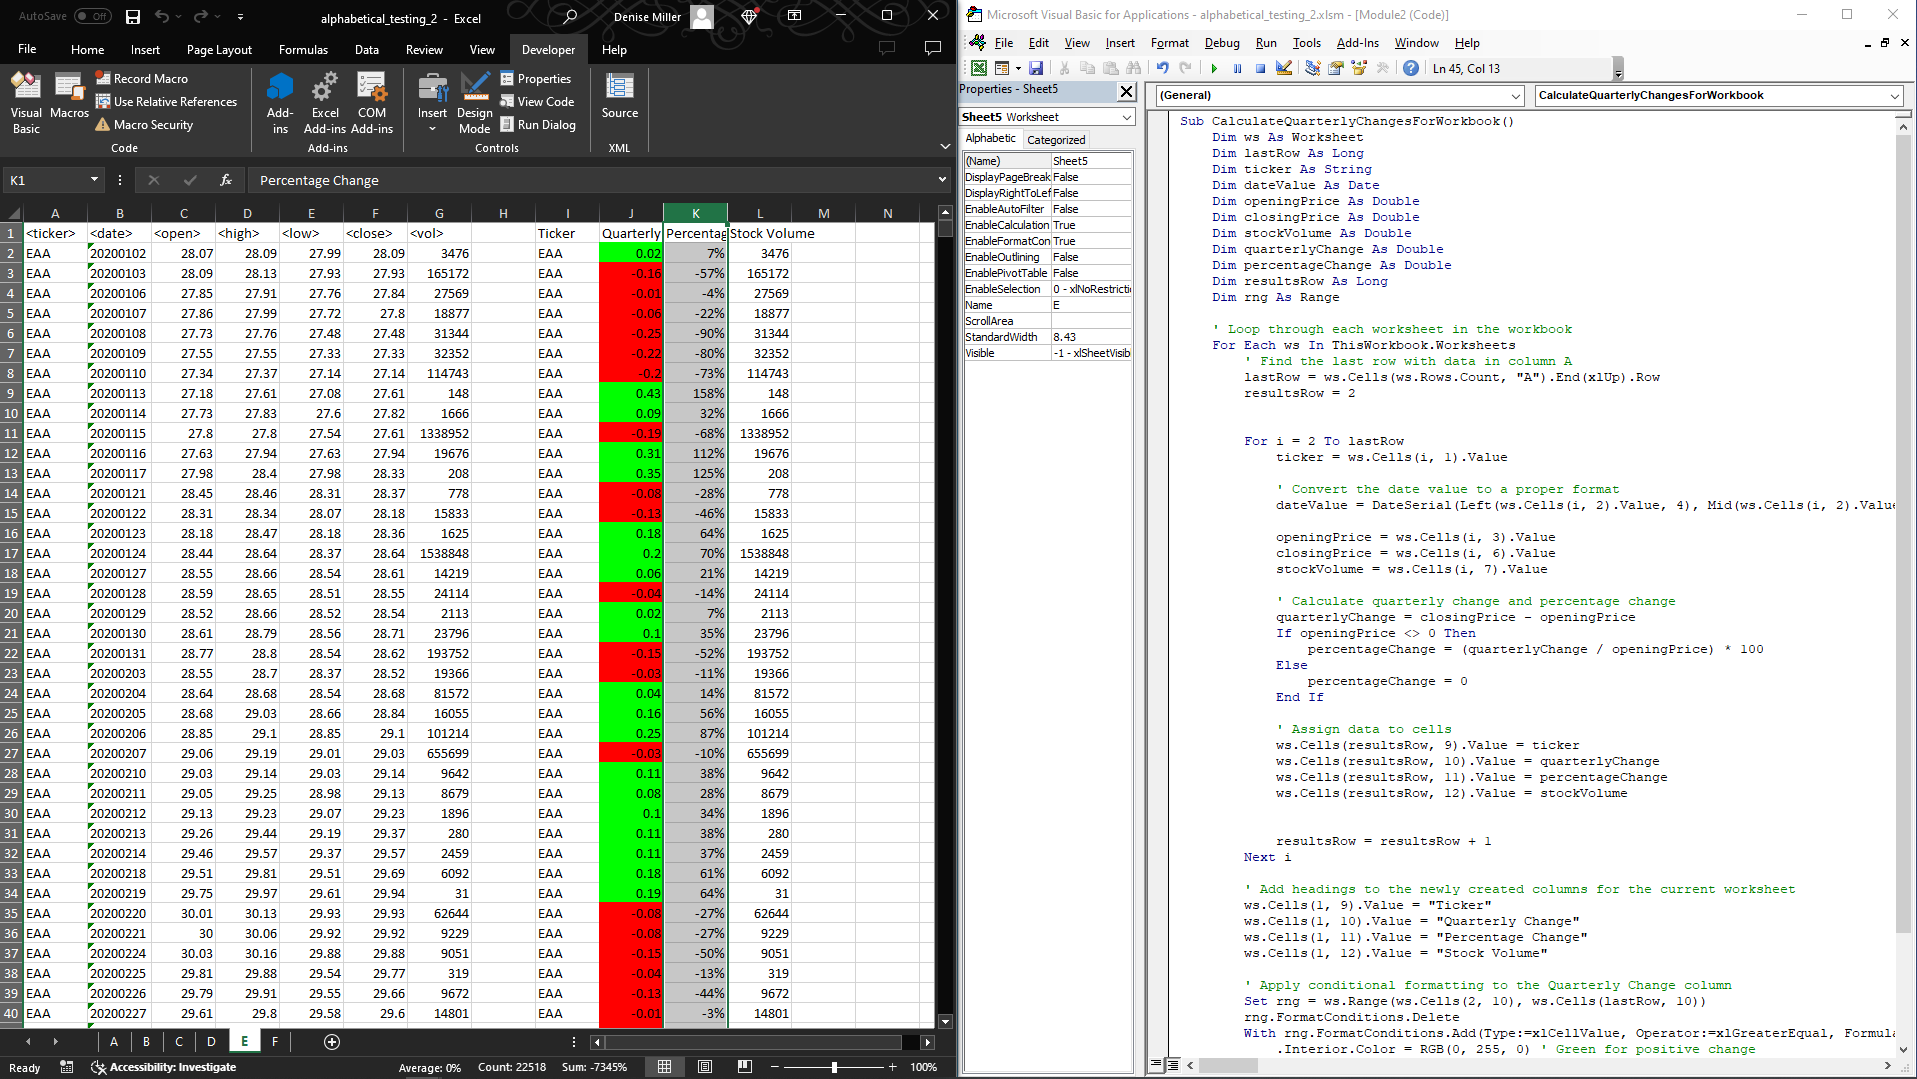 AutoSave Off
alphabetical_testing_2 - Excel
Denise Miller
File Home Insert Page Layout Formulas Data Review View Developer Help
Visual Basic
Macros
Record Macro
Use Relative References
Macro Security
Code
Add-ins
Excel Add-ins
COM Add-ins
Add-ins
Insert
Design Mode
Properties
View Code
Run Dialog
Controls
Source
XML
K1 fx Percentage Change
A B C D E F G H I J K L M N
1 <ticker> <date> <open> <high> <low> <close> <vol> Ticker Quarterly Percentag Stock Volume
2 EAA 20200102 28.07 28.09 27.99 28.09 3476 EAA 0.02 7% 3476
3 EAA 20200103 28.09 28.13 27.93 27.93 165172 EAA -0.16 -57% 165172
4 EAA 20200106 27.85 27.91 27.76 27.84 27569 EAA -0.01 -4% 27569
5 EAA 20200107 27.86 27.99 27.72 27.8 18877 EAA -0.06 -22% 18877
6 EAA 20200108 27.73 27.76 27.48 27.48 31344 EAA -0.25 -90% 31344
7 EAA 20200109 27.55 27.55 27.33 27.33 32352 EAA -0.22 -80% 32352
8 EAA 20200110 27.34 27.37 27.14 27.14 114743 EAA -0.2 -73% 114743
9 EAA 20200113 27.18 27.61 27.08 27.61 148 EAA 0.43 158% 148
10 EAA 20200114 27.73 27.83 27.6 27.82 1666 EAA 0.09 32% 1666
11 EAA 20200115 27.8 27.8 27.54 27.61 1338952 EAA -0.19 -68% 1338952
12 EAA 20200116 27.63 27.94 27.63 27.94 19676 EAA 0.31 112% 19676
13 EAA 20200117 27.98 28.4 27.98 28.33 208 EAA 0.35 125% 208
14 EAA 20200121 28.45 28.46 28.31 28.37 778 EAA -0.08 -28% 778
15 EAA 20200122 28.31 28.34 28.07 28.18 15833 EAA -0.13 -46% 15833
16 EAA 20200123 28.18 28.47 28.18 28.36 1625 EAA 0.18 64% 1625
17 EAA 20200124 28.44 28.64 28.37 28.64 1538848 EAA 0.2 70% 1538848
18 EAA 20200127 28.55 28.66 28.54 28.61 14219 EAA 0.06 21% 14219
19 EAA 20200128 28.59 28.65 28.51 28.55 24114 EAA -0.04 -14% 24114
20 EAA 20200129 28.52 28.66 28.52 28.54 2113 EAA 0.02 7% 2113
21 EAA 20200130 28.61 28.79 28.56 28.71 23796 EAA 0.1 35% 23796
22 EAA 20200131 28.77 28.8 28.54 28.62 193752 EAA -0.15 -52% 193752
23 EAA 20200203 28.55 28.7 28.37 28.52 19366 EAA -0.03 -11% 19366
24 EAA 20200204 28.64 28.68 28.54 28.68 81572 EAA 0.04 14% 81572
25 EAA 20200205 28.68 29.03 28.66 28.84 16055 EAA 0.16 56% 16055
26 EAA 20200206 28.85 29.1 28.85 29.1 101214 EAA 0.25 87% 101214
27 EAA 20200207 29.06 29.19 29.01 29.03 655699 EAA -0.03 -10% 655699
28 EAA 20200210 29.03 29.14 29.03 29.14 9642 EAA 0.11 38% 9642
29 EAA 20200211 29.05 29.25 28.98 29.13 8679 EAA 0.08 28% 8679
30 EAA 20200212 29.13 29.23 29.07 29.23 1896 EAA 0.1 34% 1896
31 EAA 20200213 29.26 29.44 29.19 29.37 280 EAA 0.11 38% 280
32 EAA 20200214 29.46 29.57 29.37 29.57 2459 EAA 0.11 37% 2459
33 EAA 20200218 29.51 29.81 29.51 29.69 6092 EAA 0.18 61% 6092
34 EAA 20200219 29.75 29.97 29.61 29.94 31 EAA 0.19 64% 31
35 EAA 20200220 30.01 30.13 29.93 29.93 62644 EAA -0.08 -27% 62644
36 EAA 20200221 30 30.06 29.92 29.92 9229 EAA -0.08 -27% 9229
37 EAA 20200224 30.03 30.16 29.88 29.88 9051 EAA -0.15 -50% 9051
38 EAA 20200225 29.81 29.88 29.54 29.77 319 EAA -0.04 -13% 319
39 EAA 20200226 29.79 29.91 29.55 29.66 9672 EAA -0.13 -44% 9672
40 EAA 20200227 29.61 29.8 29.58 29.6 14801 EAA -0.01 -3% 14801
A B C D E F
Ready Accessibility: Investigate Average: 0% Count: 22518 Sum: -7345% 100%
Microsoft Visual Basic for Applications - alphabetical_testing_2.xlsm - [Module2 (Code)]
File Edit View Insert Format Debug Run Tools Add-Ins Window Help
Ln 45, Col 13
Properties - Sheet5
Sheet5 Worksheet
Alphabetic Categorized
(Name) Sheet5
DisplayPageBreak False
DisplayRightToLef False
EnableAutoFilter False
EnableCalculation True
EnableFormatCon True
EnableOutlining False
EnablePivotTable False
EnableSelection 0 - xlNoRestrictio
Name E
ScrollArea
StandardWidth 8.43
Visible -1 - xlSheetVisibl
(General) CalculateQuarterlyChangesForWorkbook
Sub CalculateQuarterlyChangesForWorkbook()
Dim ws As Worksheet
Dim lastRow As Long
Dim ticker As String
Dim dateValue As Date
Dim openingPrice As Double
Dim closingPrice As Double
Dim stockVolume As Double
Dim quarterlyChange As Double
Dim percentageChange As Double
Dim resultsRow As Long
Dim rng As Range
' Loop through each worksheet in the workbook
For Each ws In ThisWorkbook.Worksheets
' Find the last row with data in column A
lastRow = ws.Cells(ws.Rows.Count, "A").End(xlUp).Row
resultsRow = 2
For i = 2 To lastRow
ticker = ws.Cells(i, 1).Value
' Convert the date value to a proper format
dateValue = DateSerial(Left(ws.Cells(i, 2).Value, 4), Mid(ws.Cells(i, 2).Value
openingPrice = ws.Cells(i, 3).Value
closingPrice = ws.Cells(i, 6).Value
stockVolume = ws.Cells(i, 7).Value
' Calculate quarterly change and percentage change
quarterlyChange = closingPrice - openingPrice
If openingPrice <> 0 Then
percentageChange = (quarterlyChange / openingPrice) * 100
Else
percentageChange = 0
End If
' Assign data to cells
ws.Cells(resultsRow, 9).Value = ticker
ws.Cells(resultsRow, 10).Value = quarterlyChange
ws.Cells(resultsRow, 11).Value = percentageChange
ws.Cells(resultsRow, 12).Value = stockVolume
resultsRow = resultsRow + 1
Next i
' Add headings to the newly created columns for the current worksheet
ws.Cells(1, 9).Value = "Ticker"
ws.Cells(1, 10).Value = "Quarterly Change"
ws.Cells(1, 11).Value = "Percentage Change"
ws.Cells(1, 12).Value = "Stock Volume"
' Apply conditional formatting to the Quarterly Change column
Set rng = ws.Range(ws.Cells(2, 10), ws.Cells(lastRow, 10))
rng.FormatConditions.Delete
With rng.FormatConditions.Add(Type:=xlCellValue, Operator:=xlGreaterEqual, Formula
.Interior.Color = RGB(0, 255, 0) ' Green for positive change